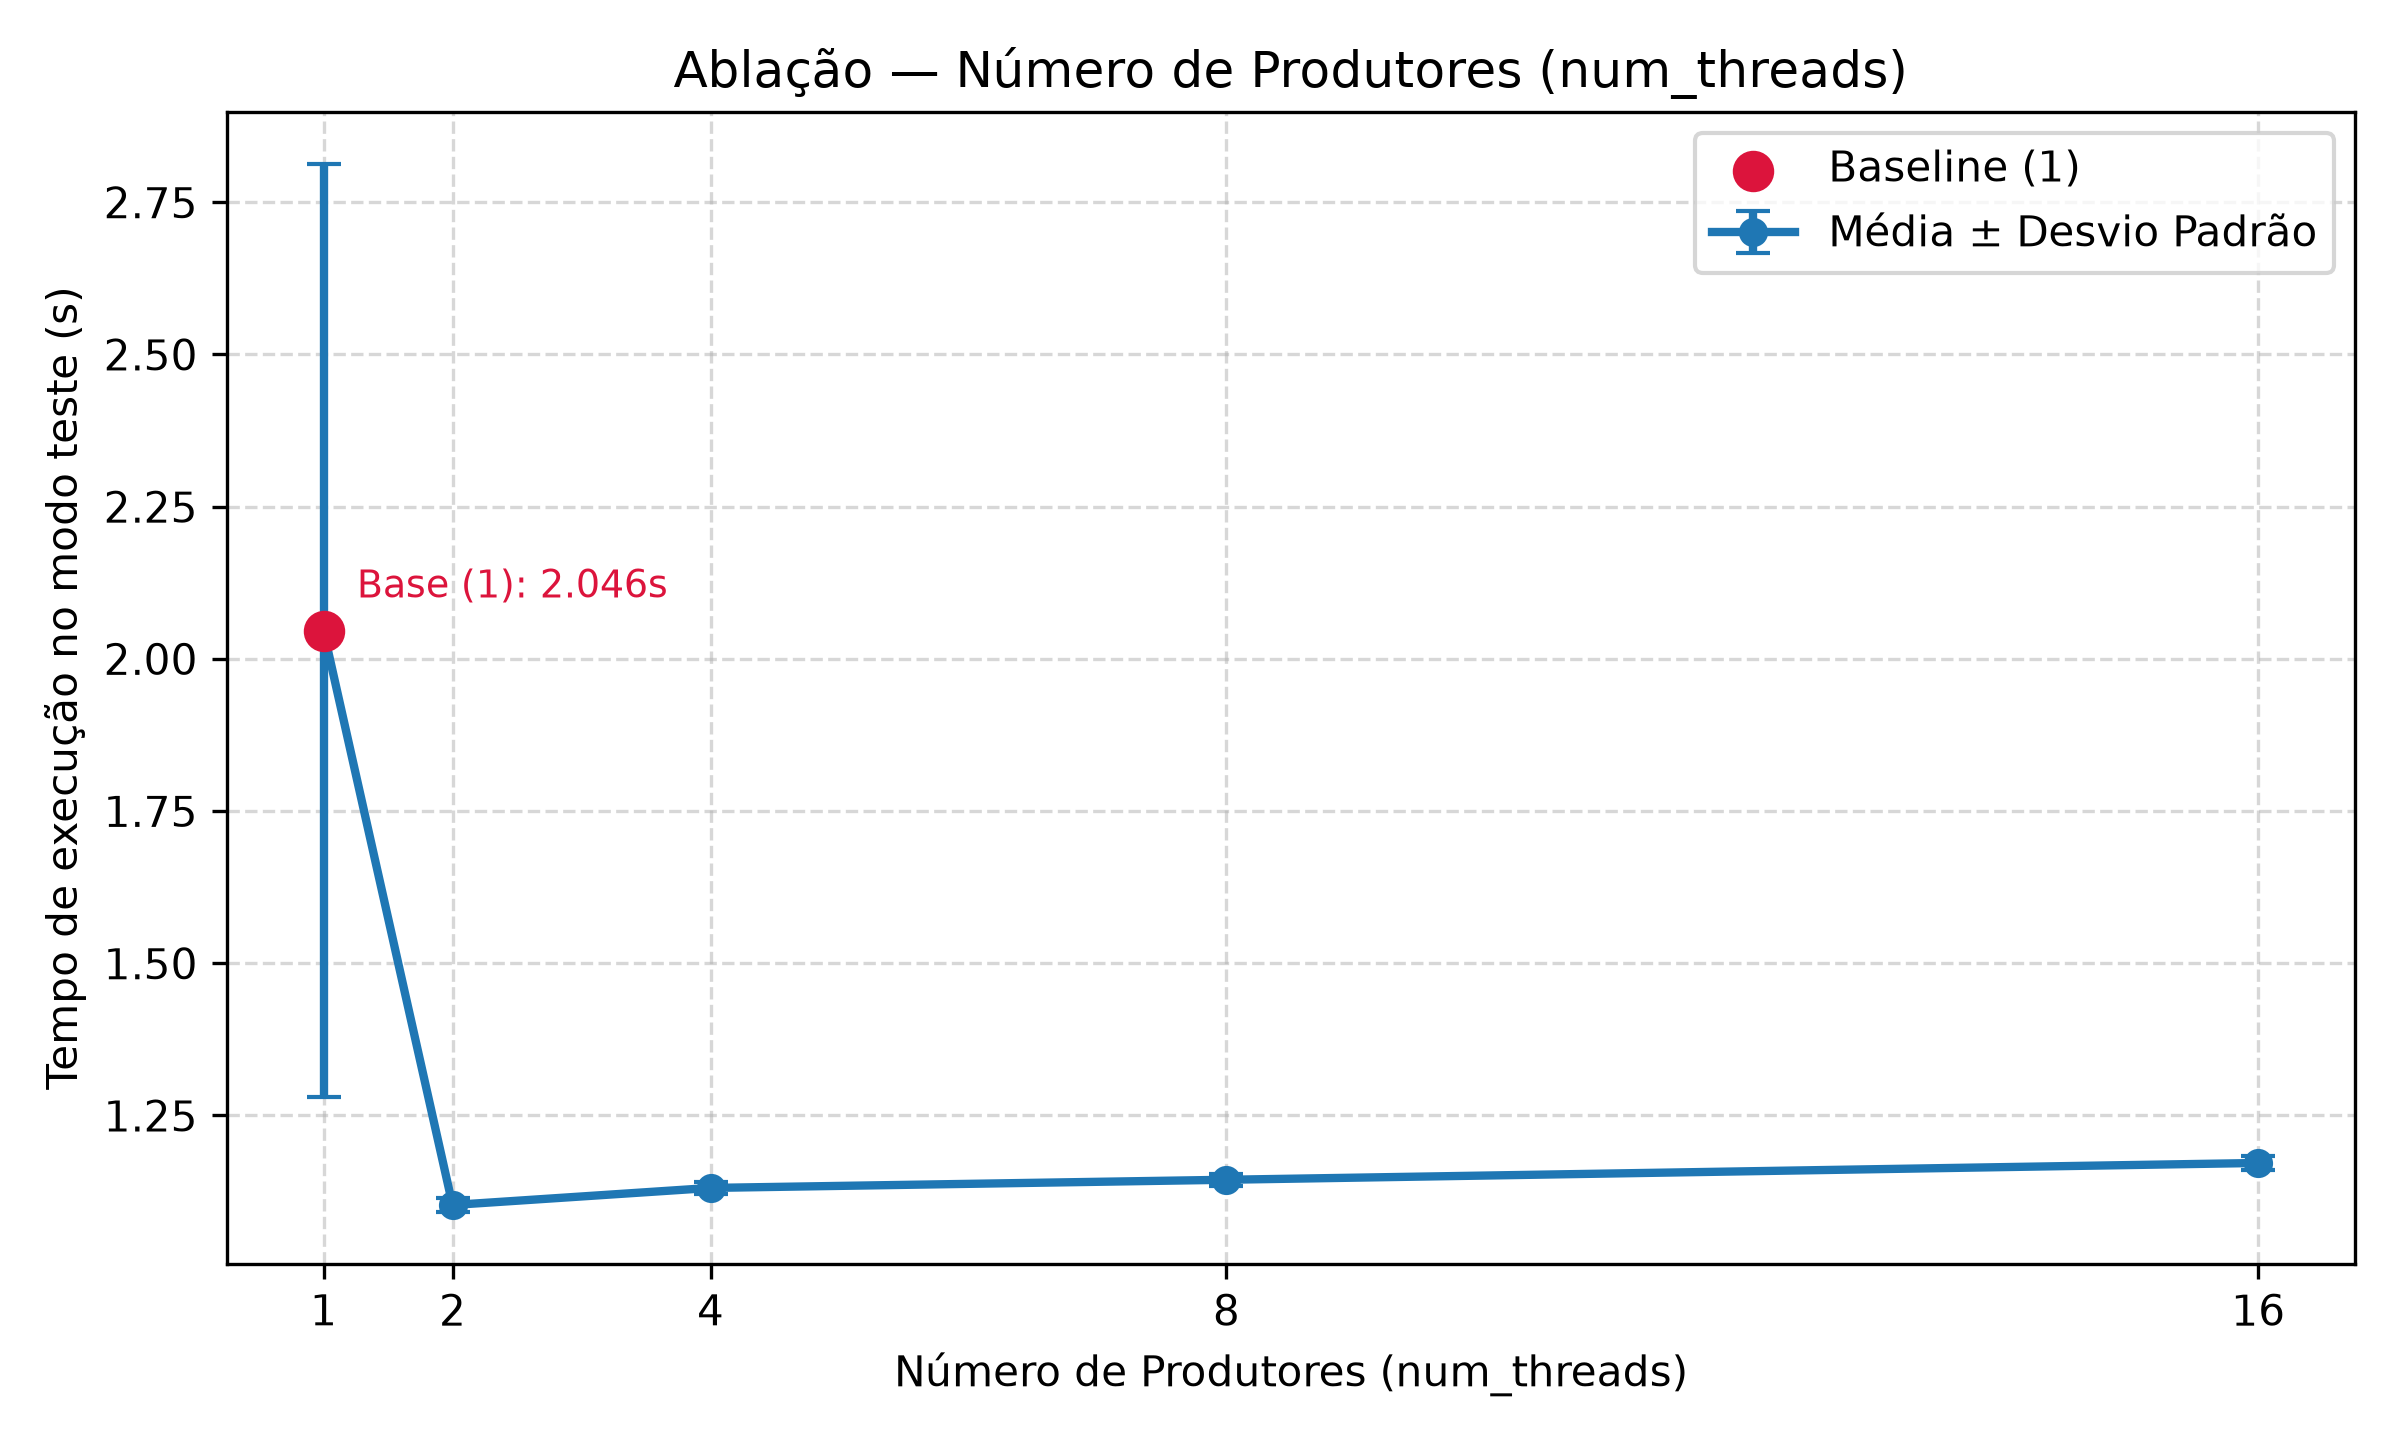 Ablação — Número de Produtores (num_threads)
Baseline (1)
Média ± Desvio Padrão
Tempo de execução no modo teste (s)
2.75
2.50
2.25
2.00
1.75
1.50
1.25
Base (1): 2.046s
1 2 4 8 16
Número de Produtores (num_threads)